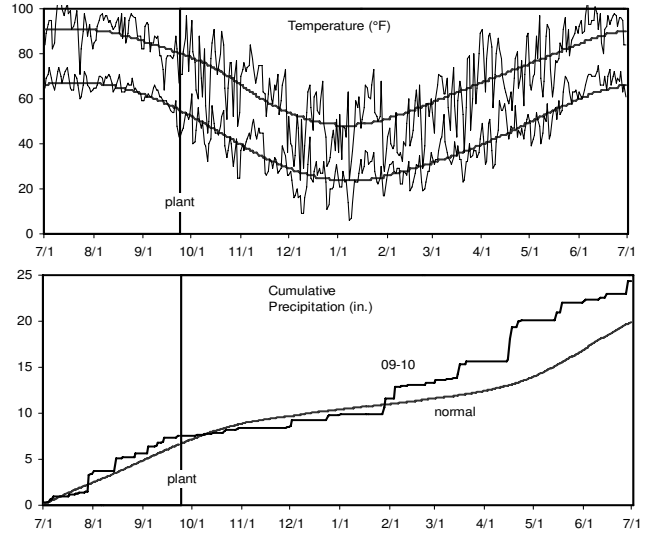 100
Temperature (°F)
80
60
40
20
plant
0
7/1 8/1 9/1 10/1 11/1 12/1 1/1 2/1 3/1 4/1 5/1 6/1 7/1
25
Cumulative
Precipitation (in.)
20
15
09-10
10
normal
5
plant
0
7/1 8/1 9/1 10/1 11/1 12/1 1/1 2/1 3/1 4/1 5/1 6/1 7/1